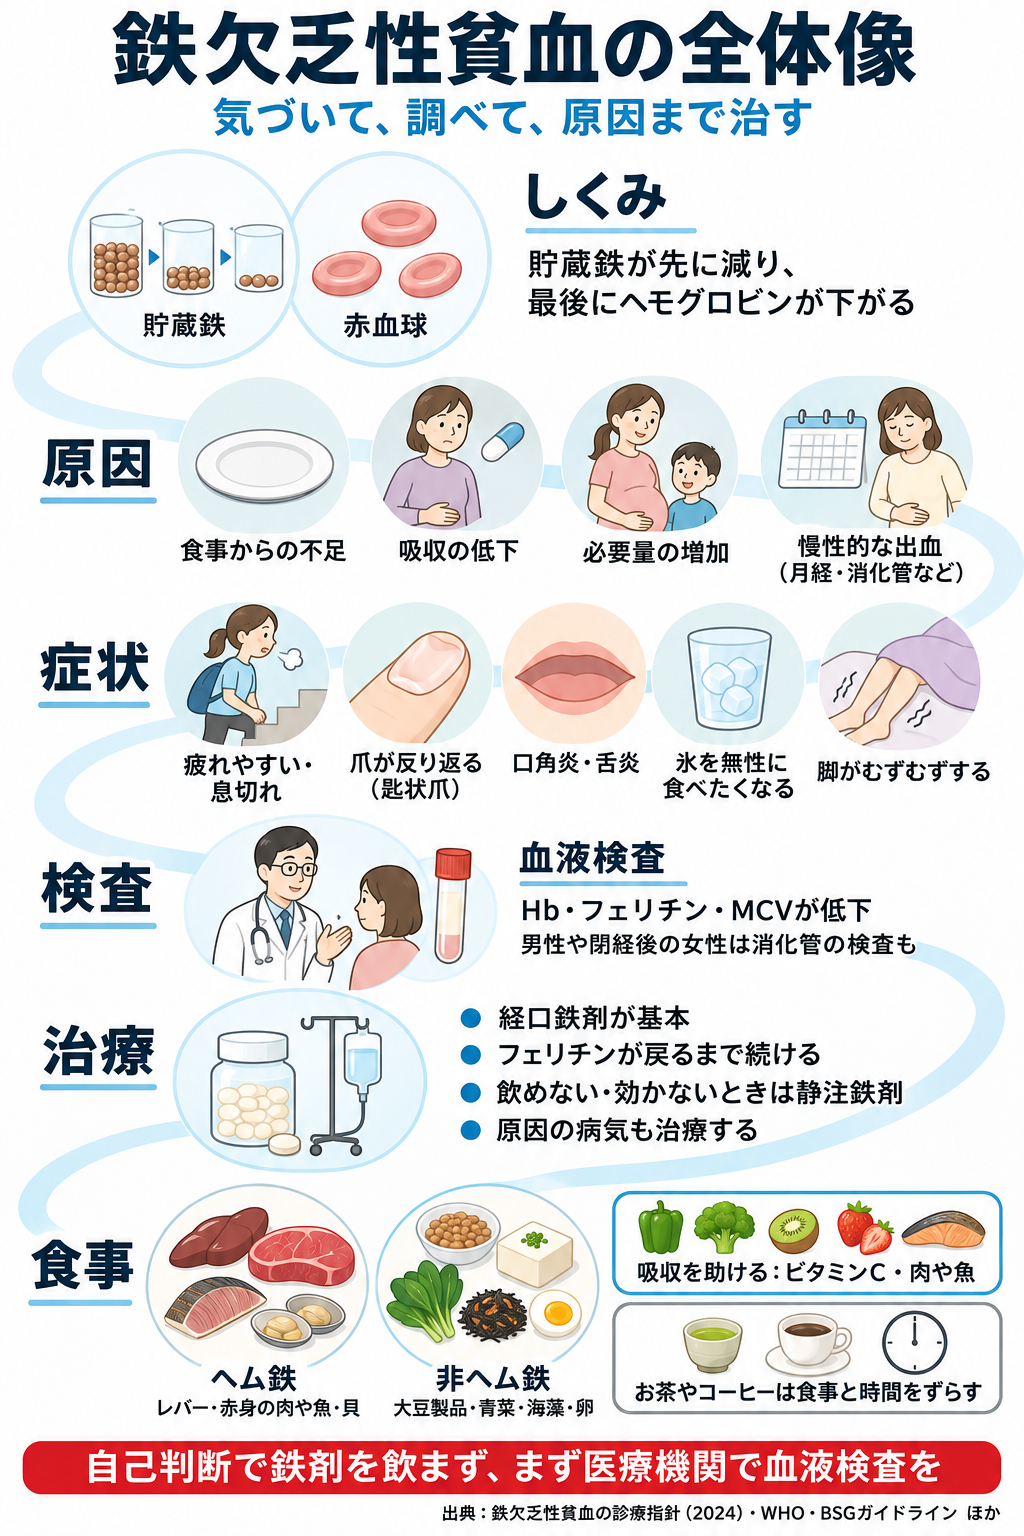 鉄欠乏性貧血の全体像
気づいて、調べて、原因まで治す
しくみ
貯蔵鉄が先に減り、
最後にヘモグロビンが下がる
貯蔵鉄
赤血球
原因
食事からの不足
吸収の低下
必要量の増加
慢性的な出血
（月経・消化管など）
症状
疲れやすい・
息切れ
爪が反り返る
（匙状爪）
口角炎・舌炎
氷を無性に
食べたくなる
脚がむずむずする
検査
血液検査
Hb・フェリチン・MCVが低下
男性や閉経後の女性は消化管の検査も
治療
経口鉄剤が基本
フェリチンが戻るまで続ける
飲めない・効かないときは静注鉄剤
原因の病気も治療する
食事
ヘム鉄
レバー・赤身の肉や魚・貝
非ヘム鉄
大豆製品・青菜・海藻・卵
吸収を助ける：ビタミンC・肉や魚
お茶やコーヒーは食事と時間をずらす
自己判断で鉄剤を飲まず、まず医療機関で血液検査を
出典：鉄欠乏性貧血の診療指針（2024）・WHO・BSGガイドライン ほか